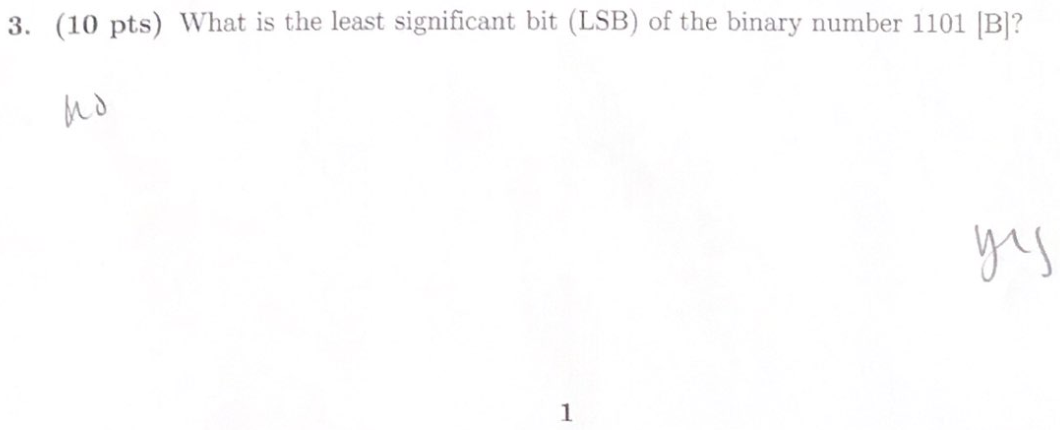 3. (10 pts) What is the least significant bit (LSB) of the binary number 1101 [B]?
no
yes
1